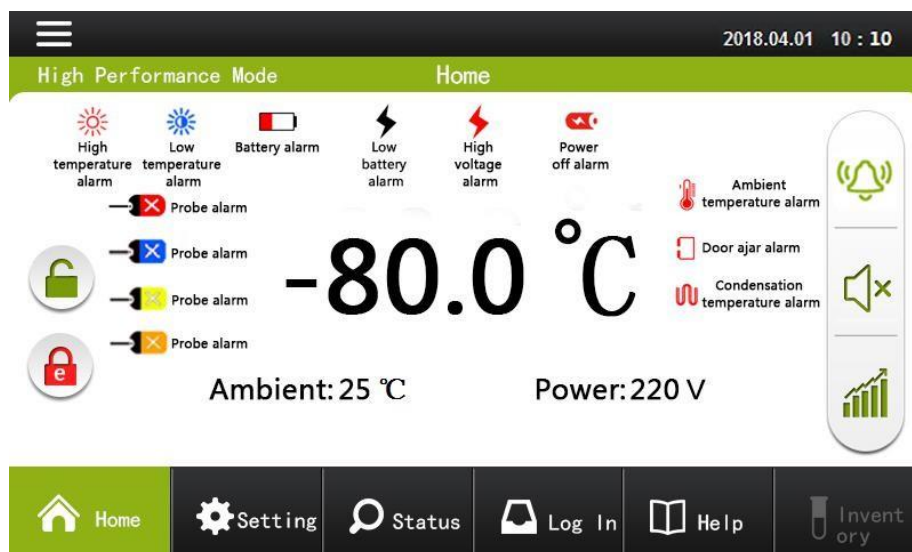 2018.04.01 10 : 10
High Performance Mode
Home
High
temperature
alarm
Low
temperature
alarm
Battery alarm
Low
battery
alarm
High
voltage
alarm
Power
off alarm
Probe alarm
Probe alarm
Probe alarm
Probe alarm
-80.0 ℃
Ambient
temperature alarm
Door ajar alarm
Condensation
temperature alarm
e
Ambient: 25 ℃
Power: 220 V
Home
Setting
Status
Log In
Help
Invent
ory